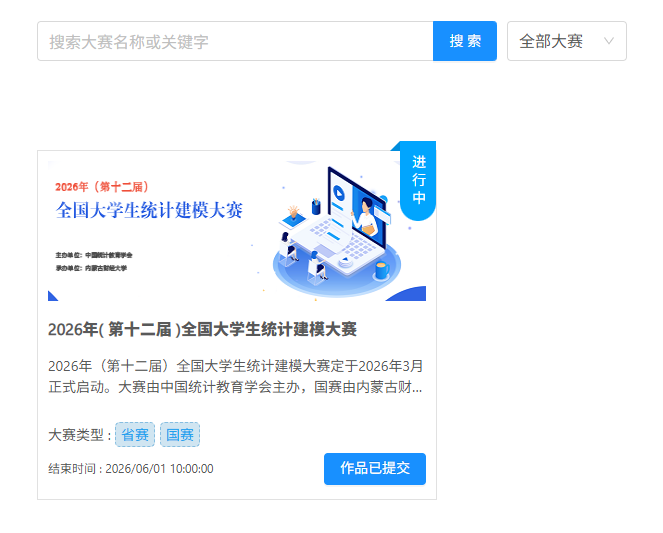 搜索大赛名称或关键字
搜 索
全部大赛
进行中
2026年（第十二届）
全国大学生统计建模大赛
主办单位：中国统计教育学会
承办单位：内蒙古财经大学
2026年( 第十二届 )全国大学生统计建模大赛
2026年（第十二届）全国大学生统计建模大赛定于2026年3月
正式启动。大赛由中国统计教育学会主办，国赛由内蒙古财...
大赛类型 : 省赛 国赛
结束时间 : 2026/06/01 10:00:00
作品已提交